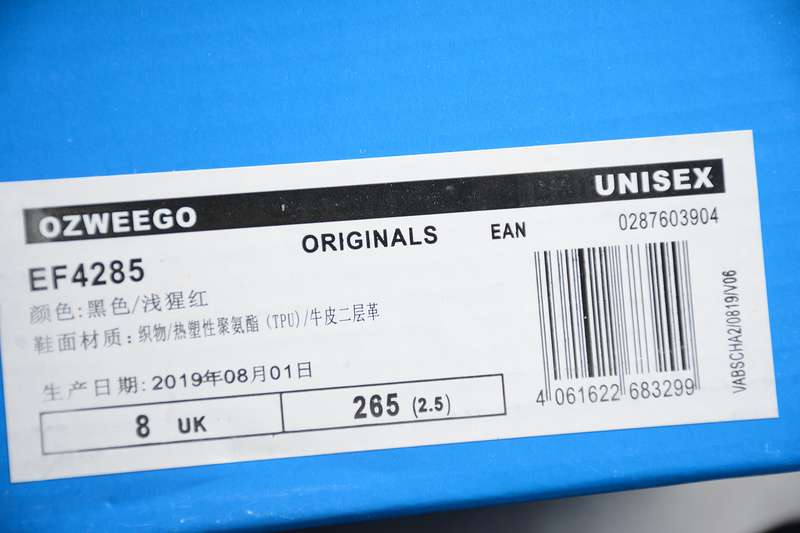 OZWEEGO
UNISEX
ORIGINALS
EAN
0287603904
EF4285
颜色:黑色/浅猩红
鞋面材质: 织物/热塑性聚氨酯 (TPU)/牛皮二层革
生产日期: 2019年08月01日
8 UK
265 (2.5)
4 061622 683299
VABSCHA2/0819/V06